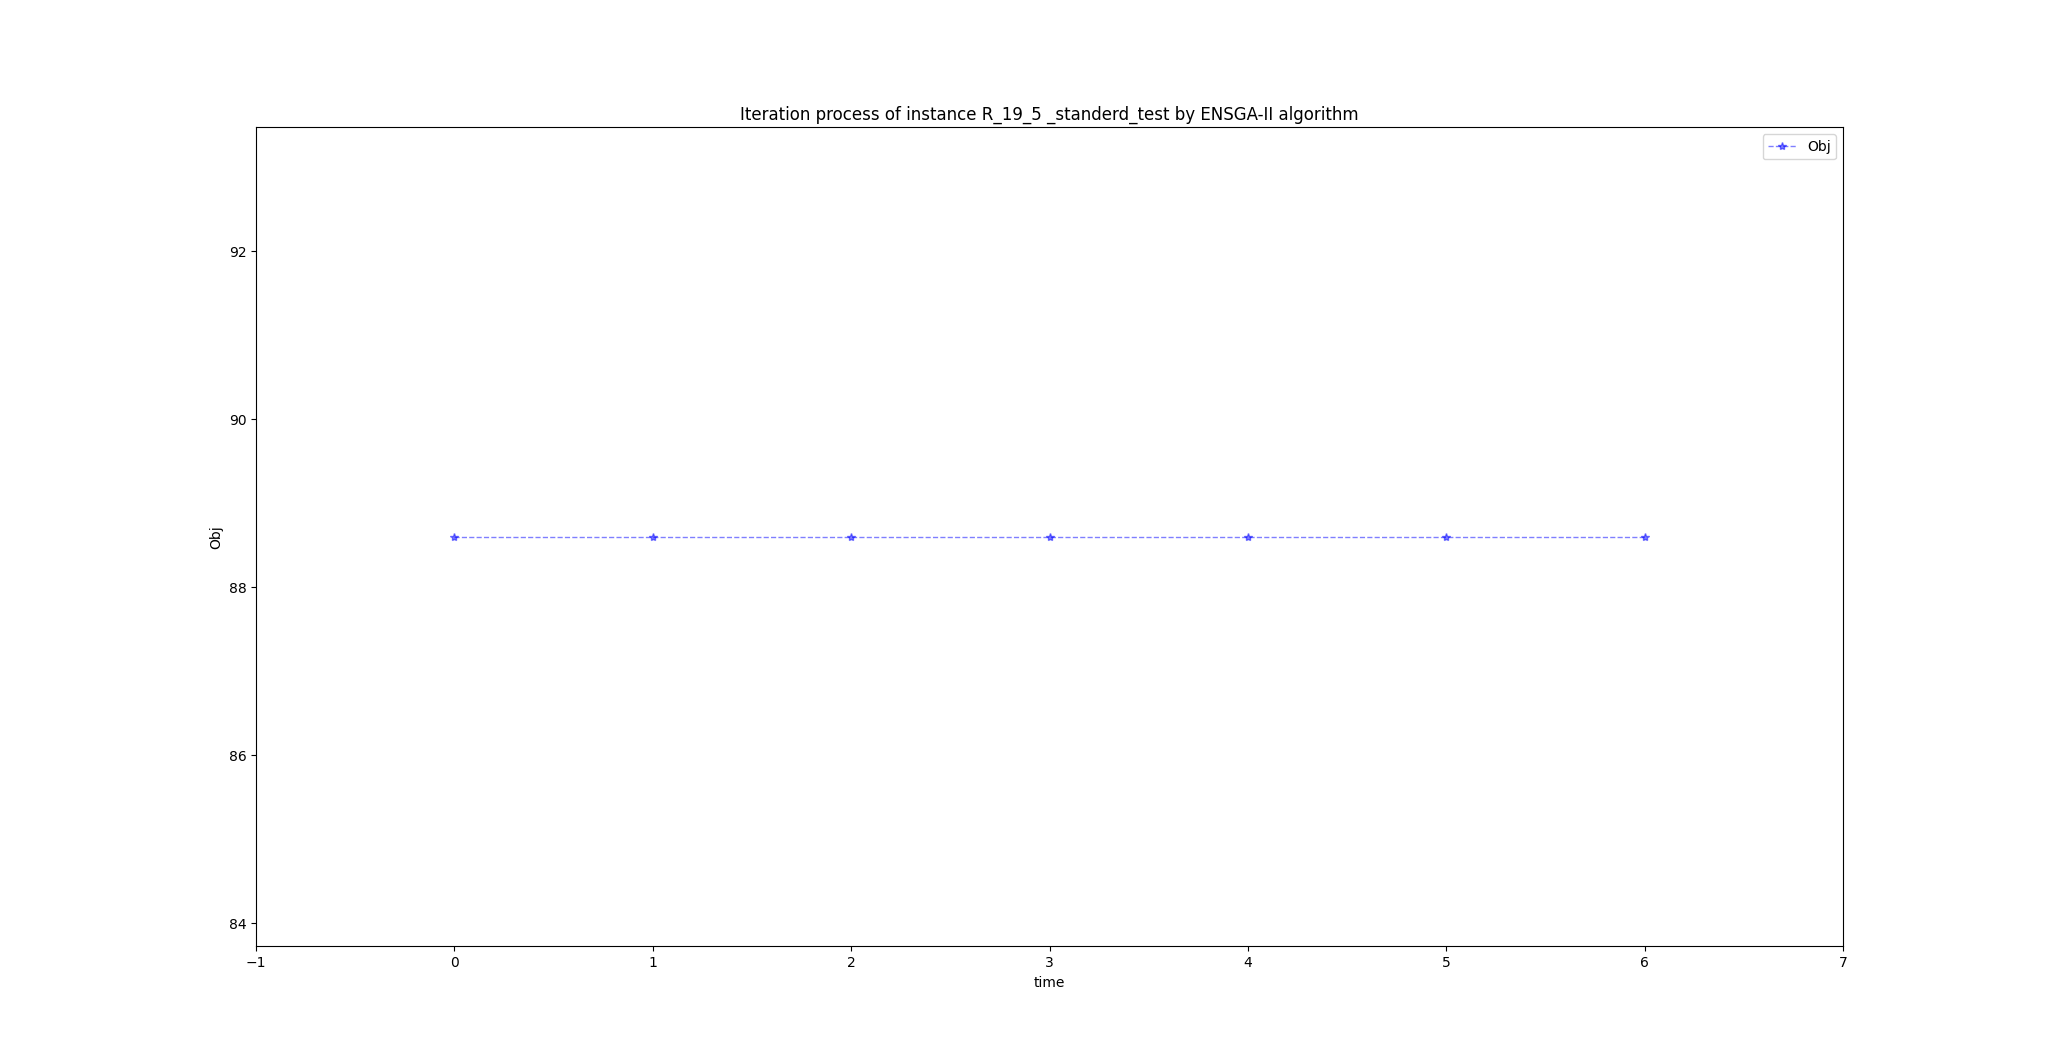 Iteration process of instance R_19_5 _standerd_test by ENSGA-II algorithm
Obj
92
90
88
86
84
Obj
−1 0 1 2 3 4 5 6 7
time